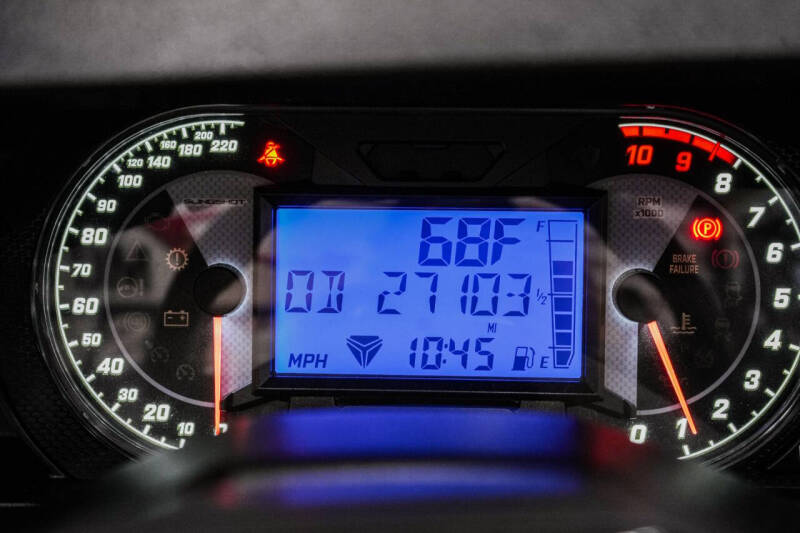 200
160 180 220
120 140
100
90
80
70
60
50
40
30
20
10
SLINGSHOT
68F
F
OD 27103
1/2
MI
MPH 10:45 E
RPM
x1000
10 9 8
7
6
5
4
3
2
1
0
P
BRAKE
FAILURE